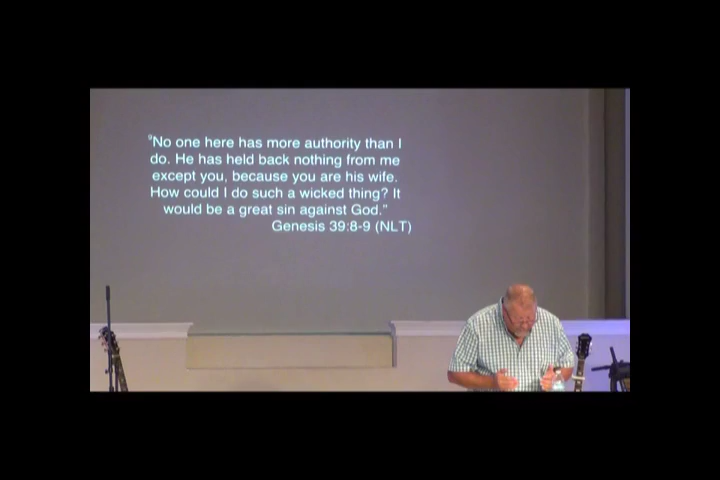 ⁹"No one here has more authority than I
do. He has held back nothing from me
except you, because you are his wife.
How could I do such a wicked thing? It
would be a great sin against God."
Genesis 39:8-9 (NLT)